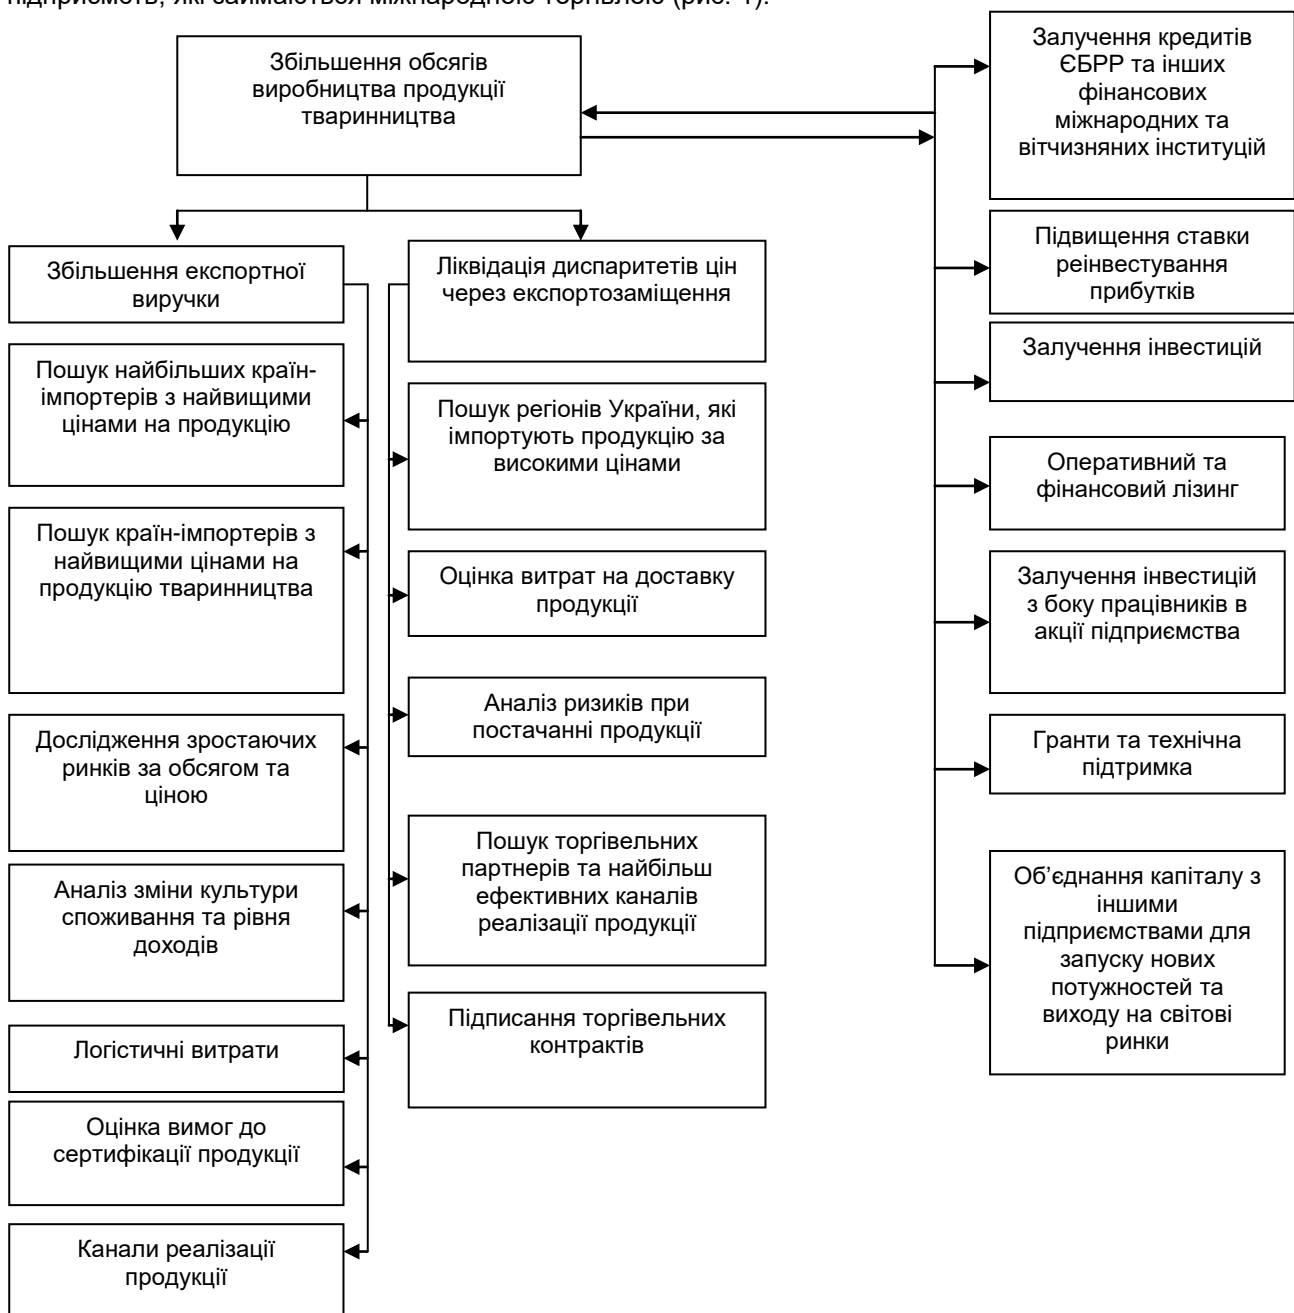 підприємств, які займаються міжнародною торгівлею (рис. 1).
Збільшення обсягів
виробництва продукції
тваринництва
Збільшення експортної
виручки
Пошук найбільших країн-
імпортерів з найвищими
цінами на продукцію
Пошук країн-імпортерів з
найвищими цінами на
продукцію тваринництва
Дослідження зростаючих
ринків за обсягом та
ціною
Аналіз зміни культури
споживання та рівня
доходів
Логістичні витрати
Оцінка вимог до
сертифікації продукції
Канали реалізації
продукції
Ліквідація диспаритетів цін
через експортозаміщення
Пошук регіонів України, які
імпортують продукцію за
високими цінами
Оцінка витрат на доставку
продукції
Аналіз ризиків при
постачанні продукції
Пошук торгівельних
партнерів та найбільш
ефективних каналів
реалізації продукції
Підписання торгівельних
контрактів
Залучення кредитів
ЄБРР та інших
фінансових
міжнародних та
вітчизняних інституцій
Підвищення ставки
реінвестування
прибутків
Залучення інвестицій
Оперативний та
фінансовий лізинг
Залучення інвестицій
з боку працівників в
акції підприємства
Гранти та технічна
підтримка
Об’єднання капіталу з
іншими
підприємствами для
запуску нових
потужностей та
виходу на світові
ринки